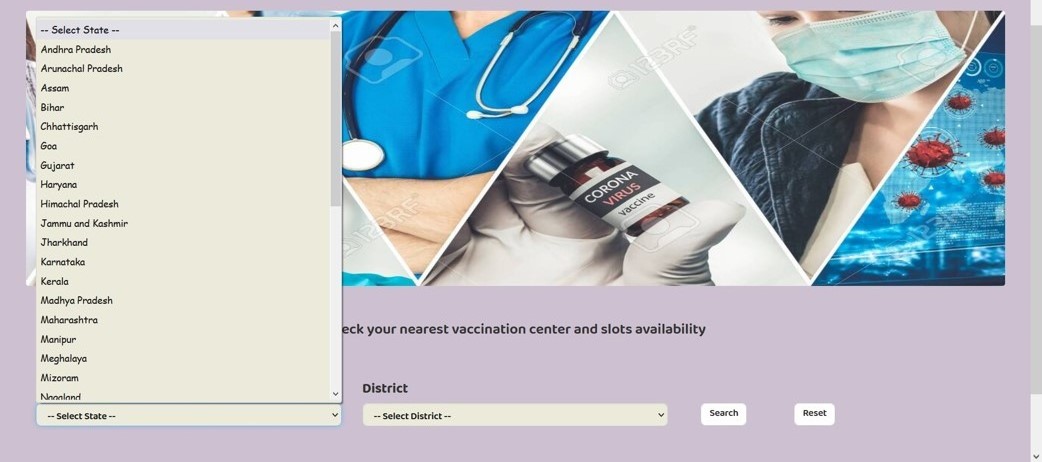 -- Select State --
Andhra Pradesh
Arunachal Pradesh
Assam
Bihar
Chhattisgarh
Goa
Gujarat
Haryana
Himachal Pradesh
Jammu and Kashmir
Jharkhand
Karnataka
Kerala
Madhya Pradesh
Maharashtra
Manipur
Meghalaya
Mizoram
Nagaland
CORONA
VIRUS
vaccine
123RF
123RF
eck your nearest vaccination center and slots availability
District
-- Select State --
-- Select District --
Search
Reset